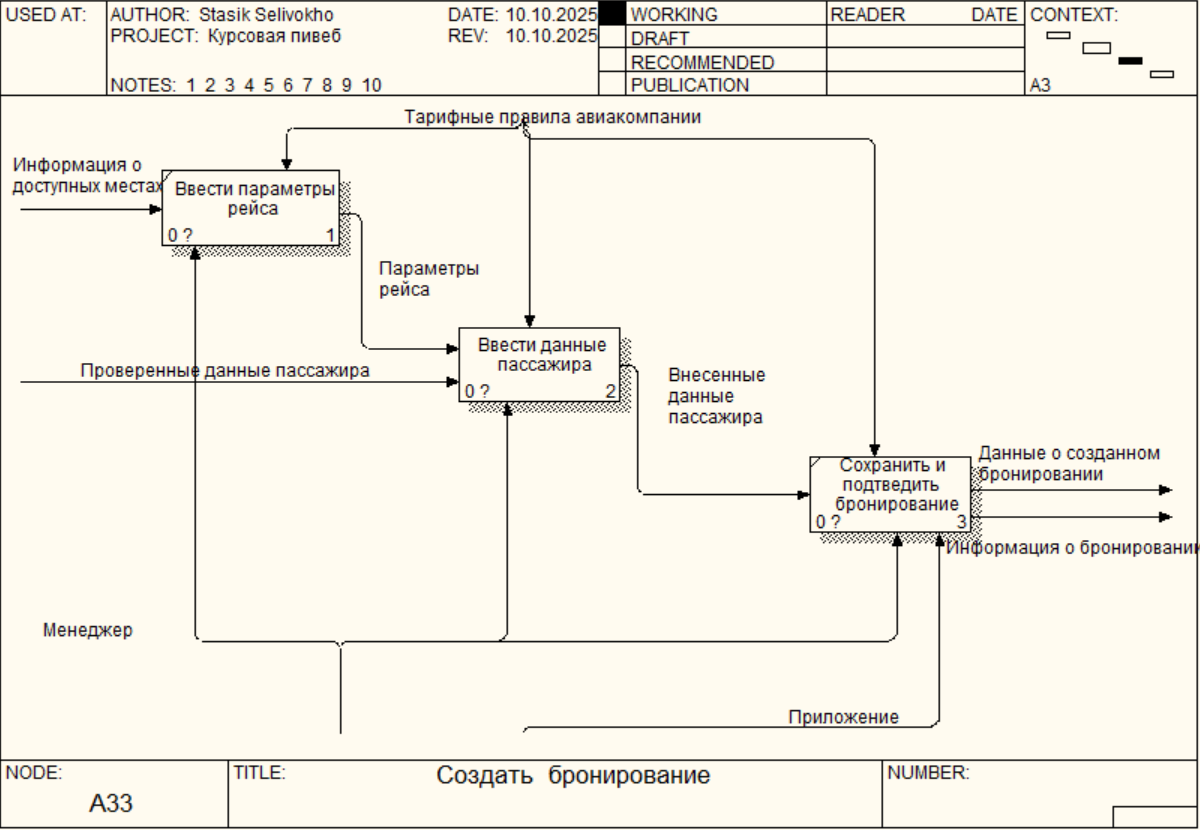 USED AT:
AUTHOR: Stasik Selivokho
DATE: 10.10.2025
PROJECT: Курсовая пивеб
REV: 10.10.2025
NOTES: 1 2 3 4 5 6 7 8 9 10
WORKING
DRAFT
RECOMMENDED
PUBLICATION
READER
DATE
CONTEXT:
A3
Тарифные правила авиакомпании
Информация о
доступных местах
Ввести параметры
рейса
0 ?
1
Параметры
рейса
Ввести данные
пассажира
0 ?
2
Проверенные данные пассажира
Внесенные
данные
пассажира
Сохранить и
подтведить
бронирование
0 ?
3
Данные о созданном
бронировании
Информация о бронировании
Менеджер
Приложение
NODE:
A33
TITLE:
Создать бронирование
NUMBER: